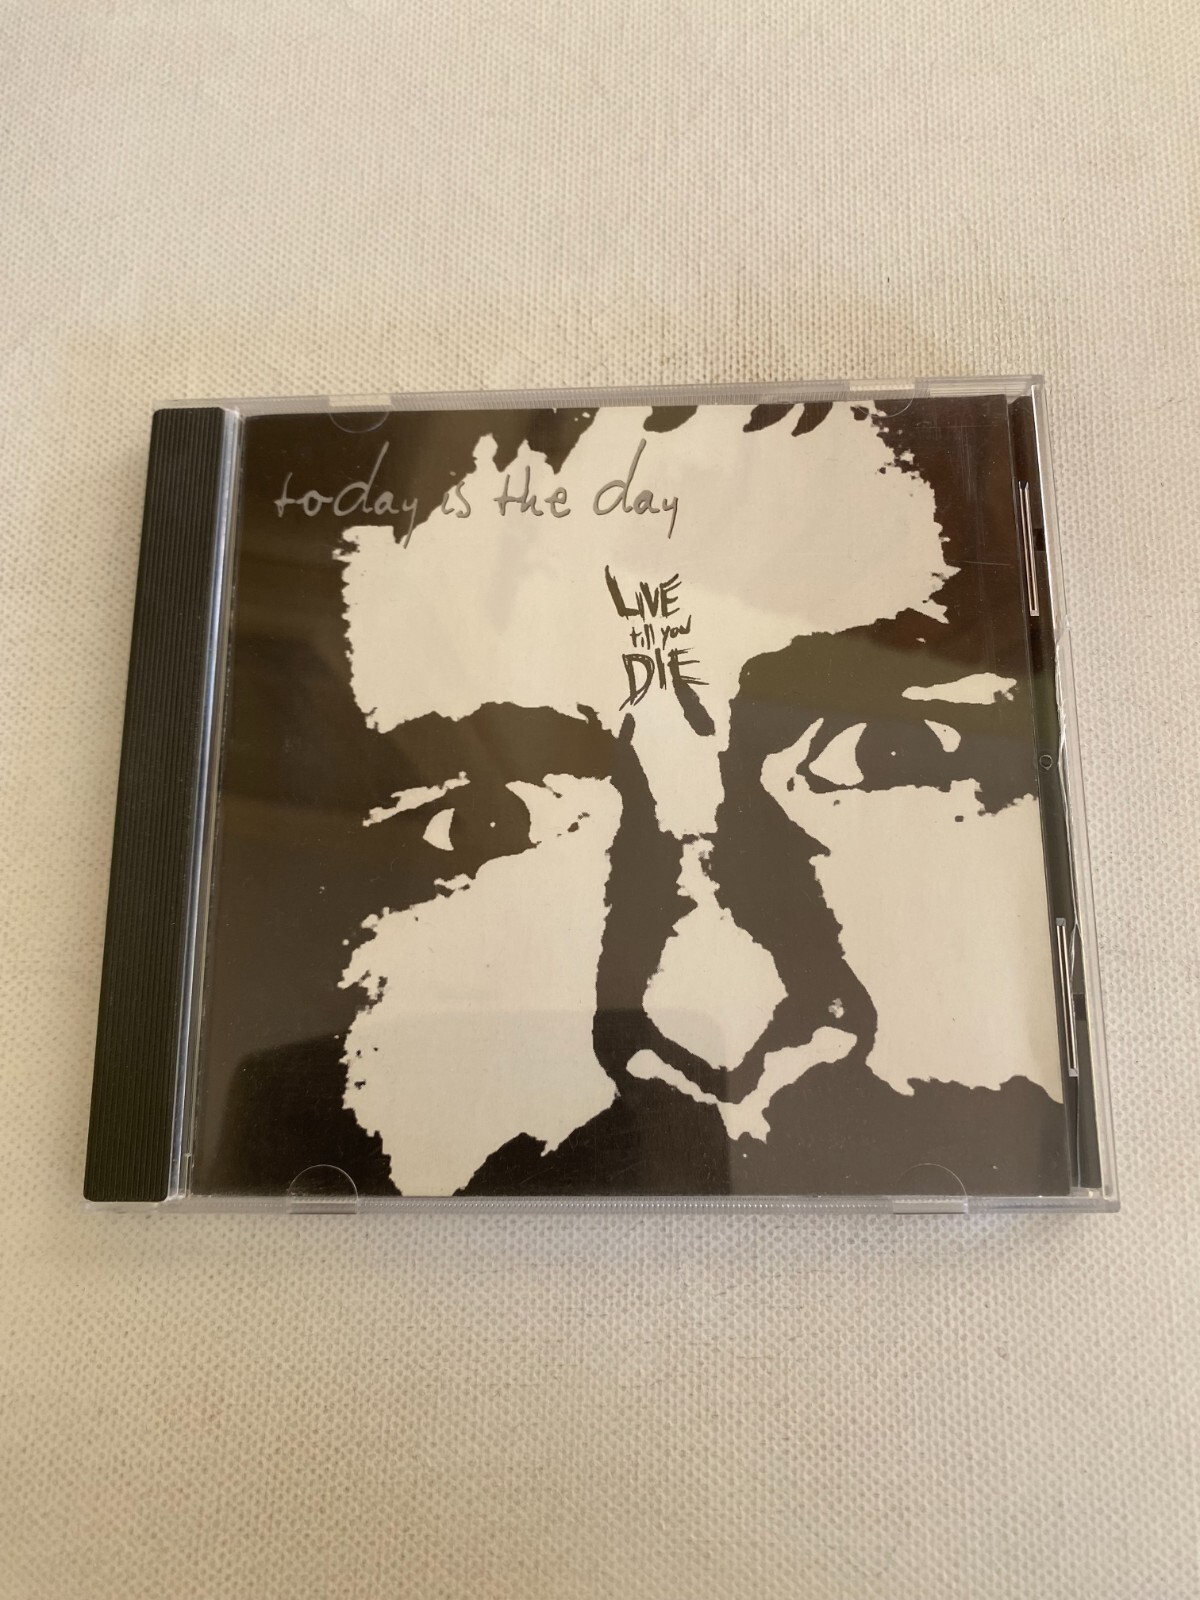 today is the day
LIVE
till you
DIE